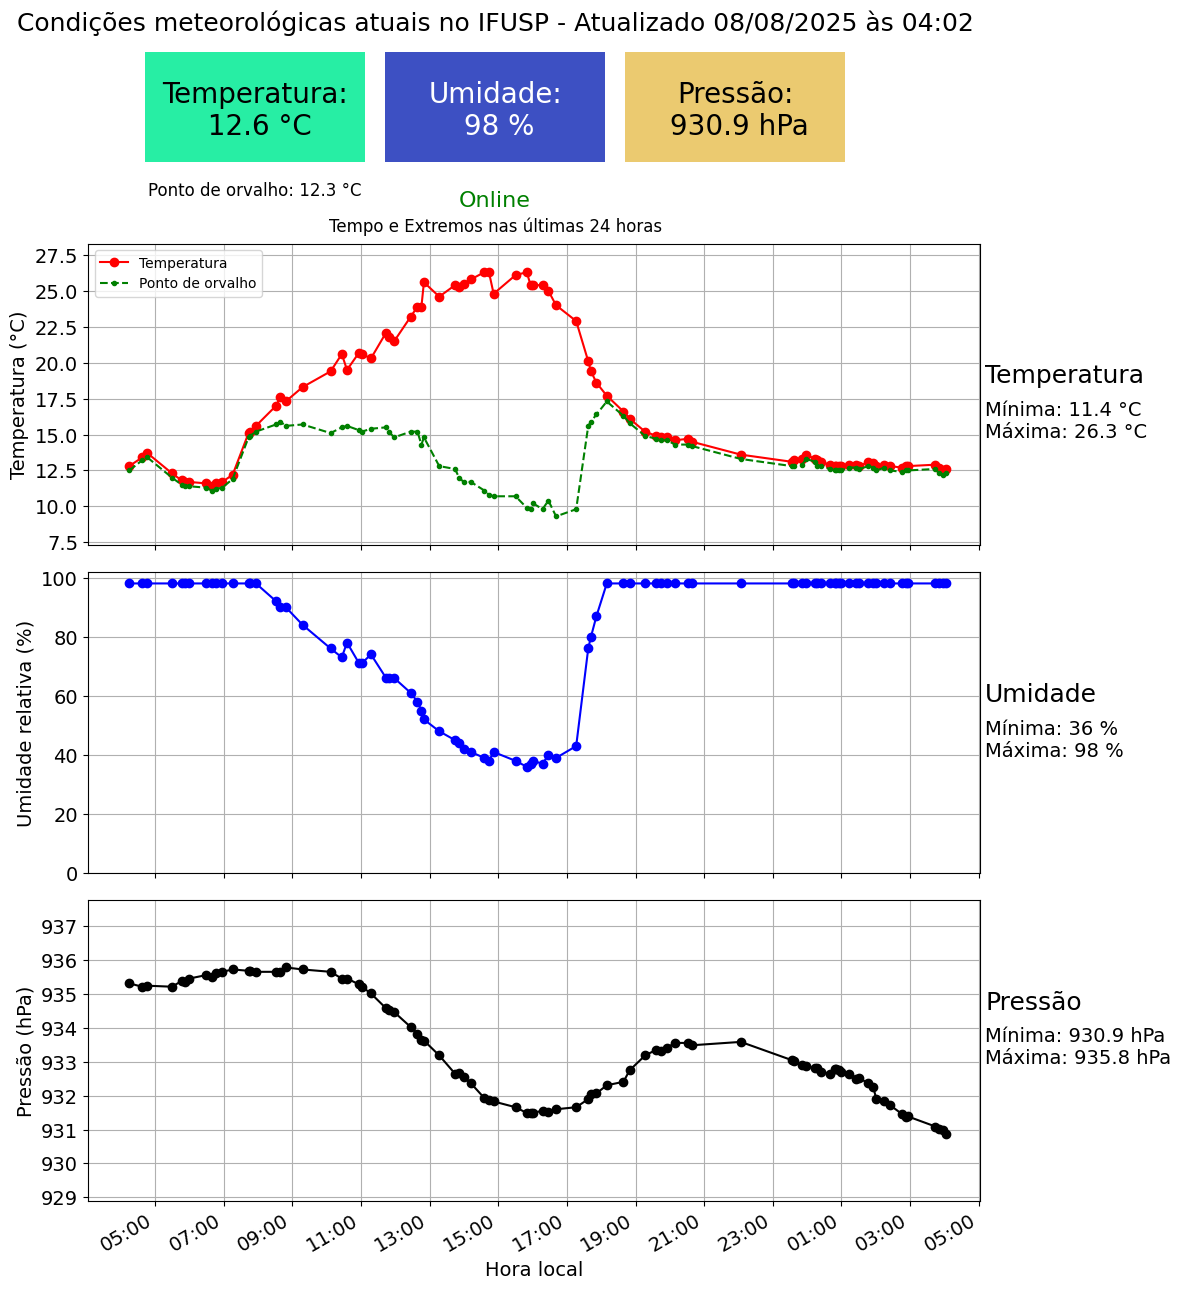 Condições meteorológicas atuais no IFUSP - Atualizado 08/08/2025 às 04:02
Temperatura:
12.6 °C
Umidade:
98 %
Pressão:
930.9 hPa
Ponto de orvalho: 12.3 °C
Online
Tempo e Extremos nas últimas 24 horas
Temperatura (°C)
27.5
25.0
22.5
20.0
17.5
15.0
12.5
10.0
7.5
Temperatura
Ponto de orvalho
Temperatura
Mínima: 11.4 °C
Máxima: 26.3 °C
Umidade relativa (%)
100
80
60
40
20
0
Umidade
Mínima: 36 %
Máxima: 98 %
Pressão (hPa)
937
936
935
934
933
932
931
930
929
Pressão
Mínima: 930.9 hPa
Máxima: 935.8 hPa
05:00
07:00
09:00
11:00
13:00
15:00
17:00
19:00
21:00
23:00
01:00
03:00
05:00
Hora local